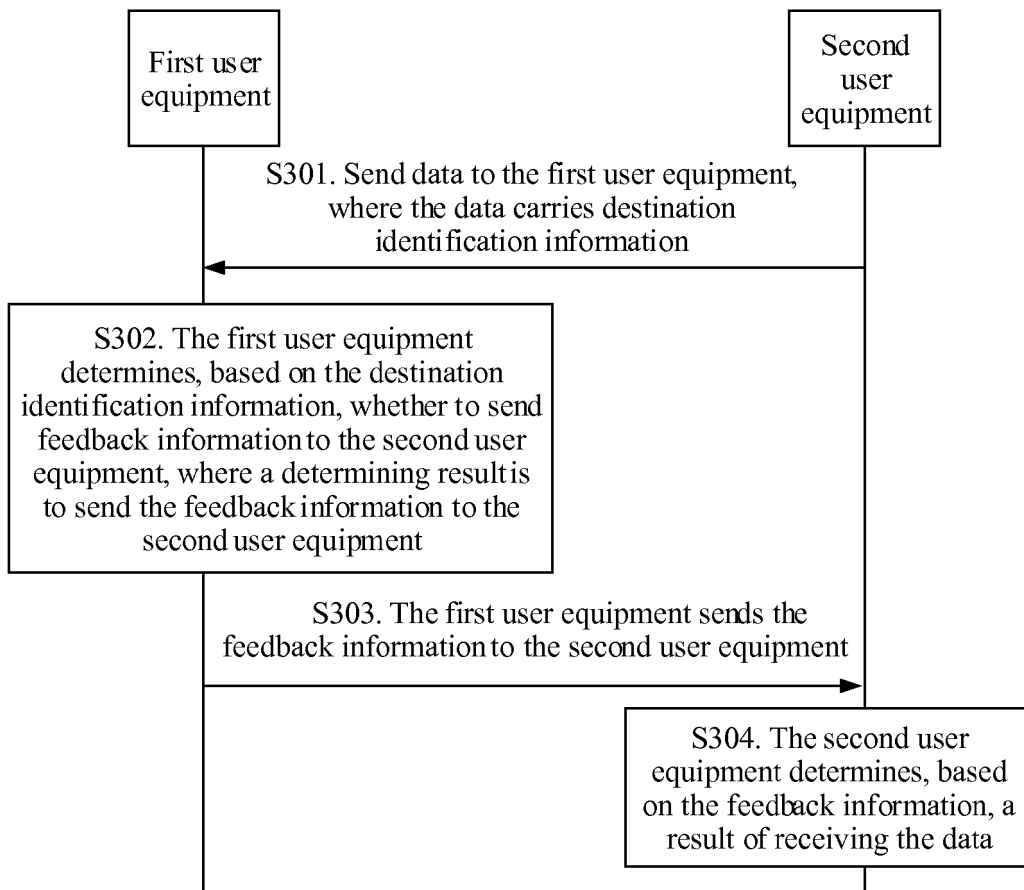 First user
equipment
Second
user
equipment
S301. Send data to the first user equipment,
where the data carries destination
identification information
S302. The first user equipment
determines, based on the destination
identification information, whether to send
feedback information to the second user
equipment, where a determining result is
to send the feedback information to the
second user equipment
S303. The first user equipment sends the
feedback information to the second user equipment
S304. The second user
equipment determines, based
on the feedback information, a
result of receiving the data